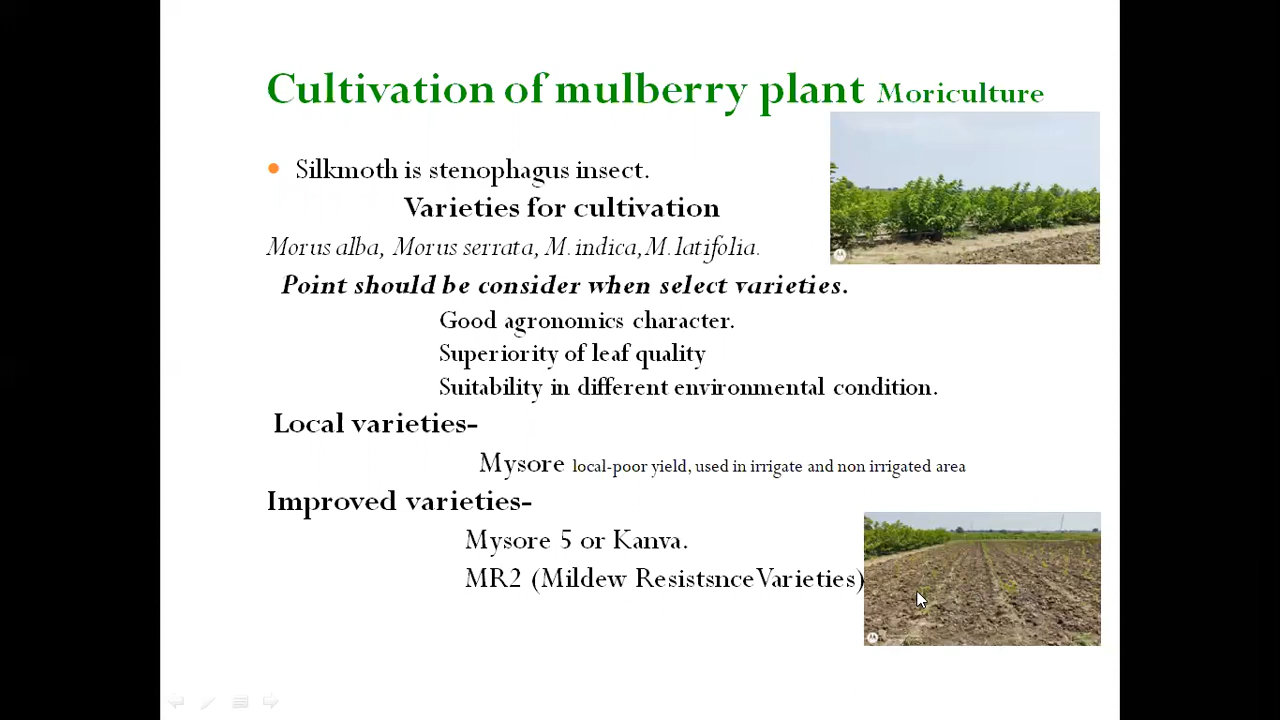 Cultivation of mulberry plant Moriculture
Silkmoth is stenophagus insect.
Varieties for cultivation
Morus alba, Morus serrata, M. indica, M. latifolia.
Point should be consider when select varieties.
Good agronomics character.
Superiority of leaf quality
Suitability in different environmental condition.
Local varieties-
Mysore local-poor yield, used in irrigate and non irrigated area
Improved varieties-
Mysore 5 or Kanva.
MR2 (Mildew Resistsnce Varieties)